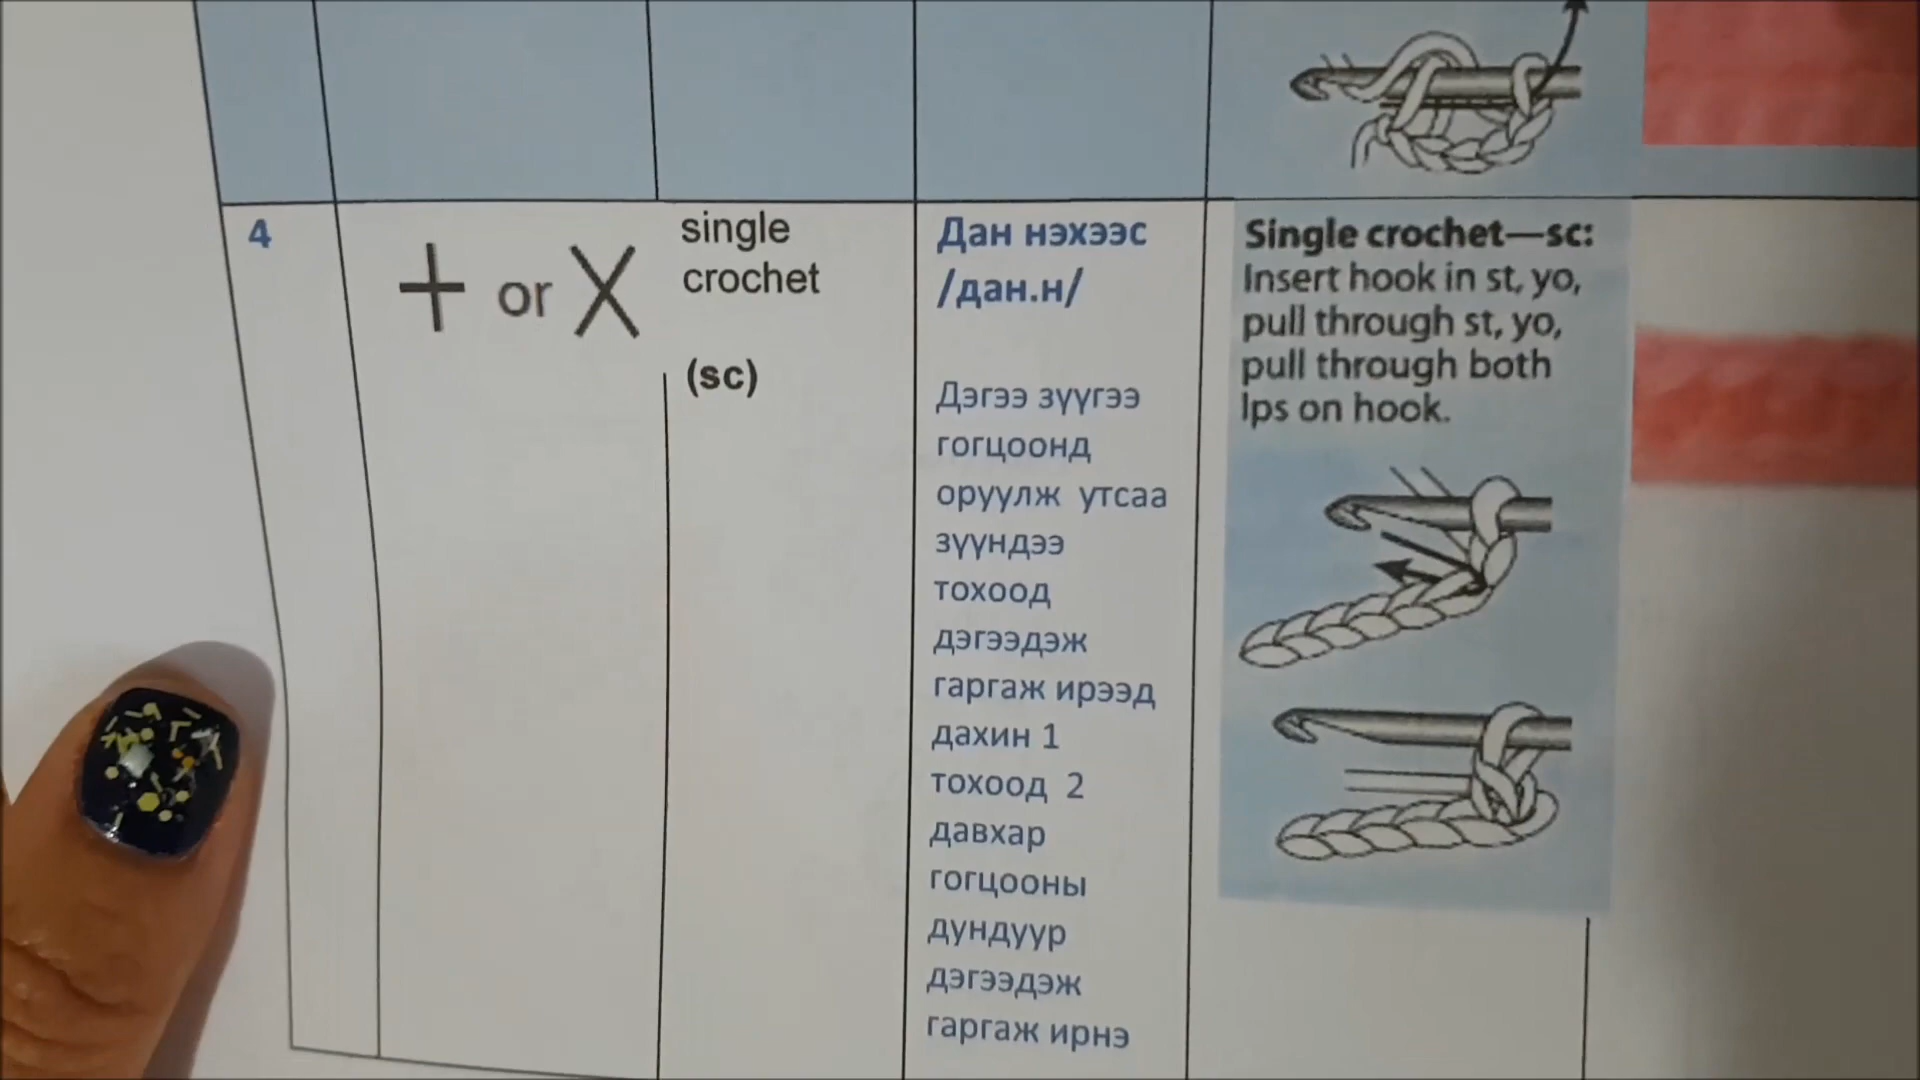 4
+ or X
single
crochet
(sc)
Дан нэхээс
/дан.н/
Дэгээ зүүгээ
гогцоонд
оруулж утсаа
зүүндээ
тохоод
дэгээдэж
гаргаж ирээд
дахин 1
тохоод 2
давхар
гогцооны
дундуур
дэгээдэж
гаргаж ирнэ
Single crochet—sc:
Insert hook in st, yo,
pull through st, yo,
pull through both
lps on hook.